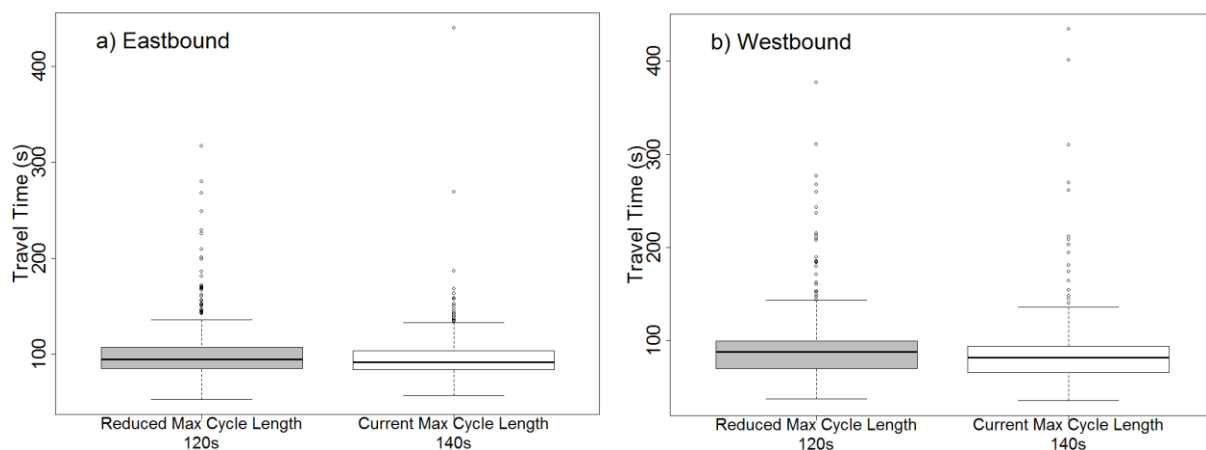 a) Eastbound
Travel Time (s)
400
300
200
100
Reduced Max Cycle Length
120s
Current Max Cycle Length
140s
b) Westbound
Travel Time (s)
400
300
200
100
Reduced Max Cycle Length
120s
Current Max Cycle Length
140s